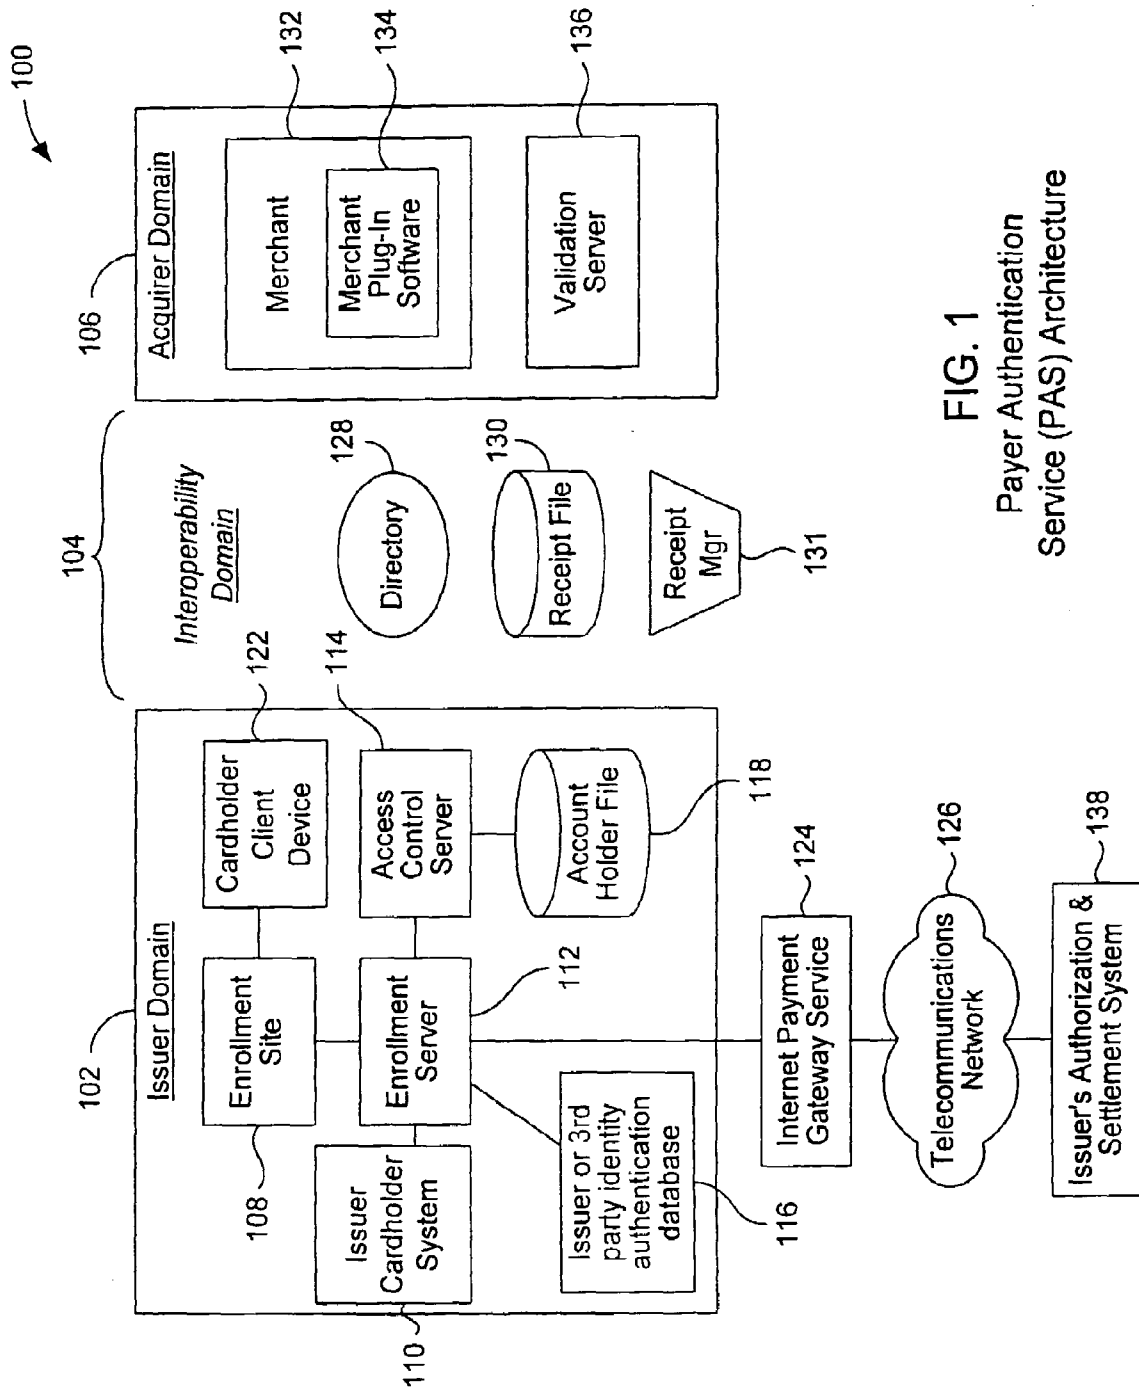 100
102
Issuer Domain
Enrollment
Site
108
Cardholder
Client
Device
122
Issuer
Cardholder
System
110
Enrollment
Server
112
Access
Control
Server
114
Issuer or 3rd
party identity
authentication
database
116
Account
Holder File
118
Internet Payment
Gateway Service
124
Telecommunications
Network
126
Issuer's Authorization &
Settlement System
138
104
Interoperability
Domain
Directory
128
Receipt File
130
Receipt
Mgr
131
106
Acquirer Domain
Merchant
132
Merchant
Plug-In
Software
134
Validation
Server
136
FIG. 1
Payer Authentication
Service (PAS) Architecture